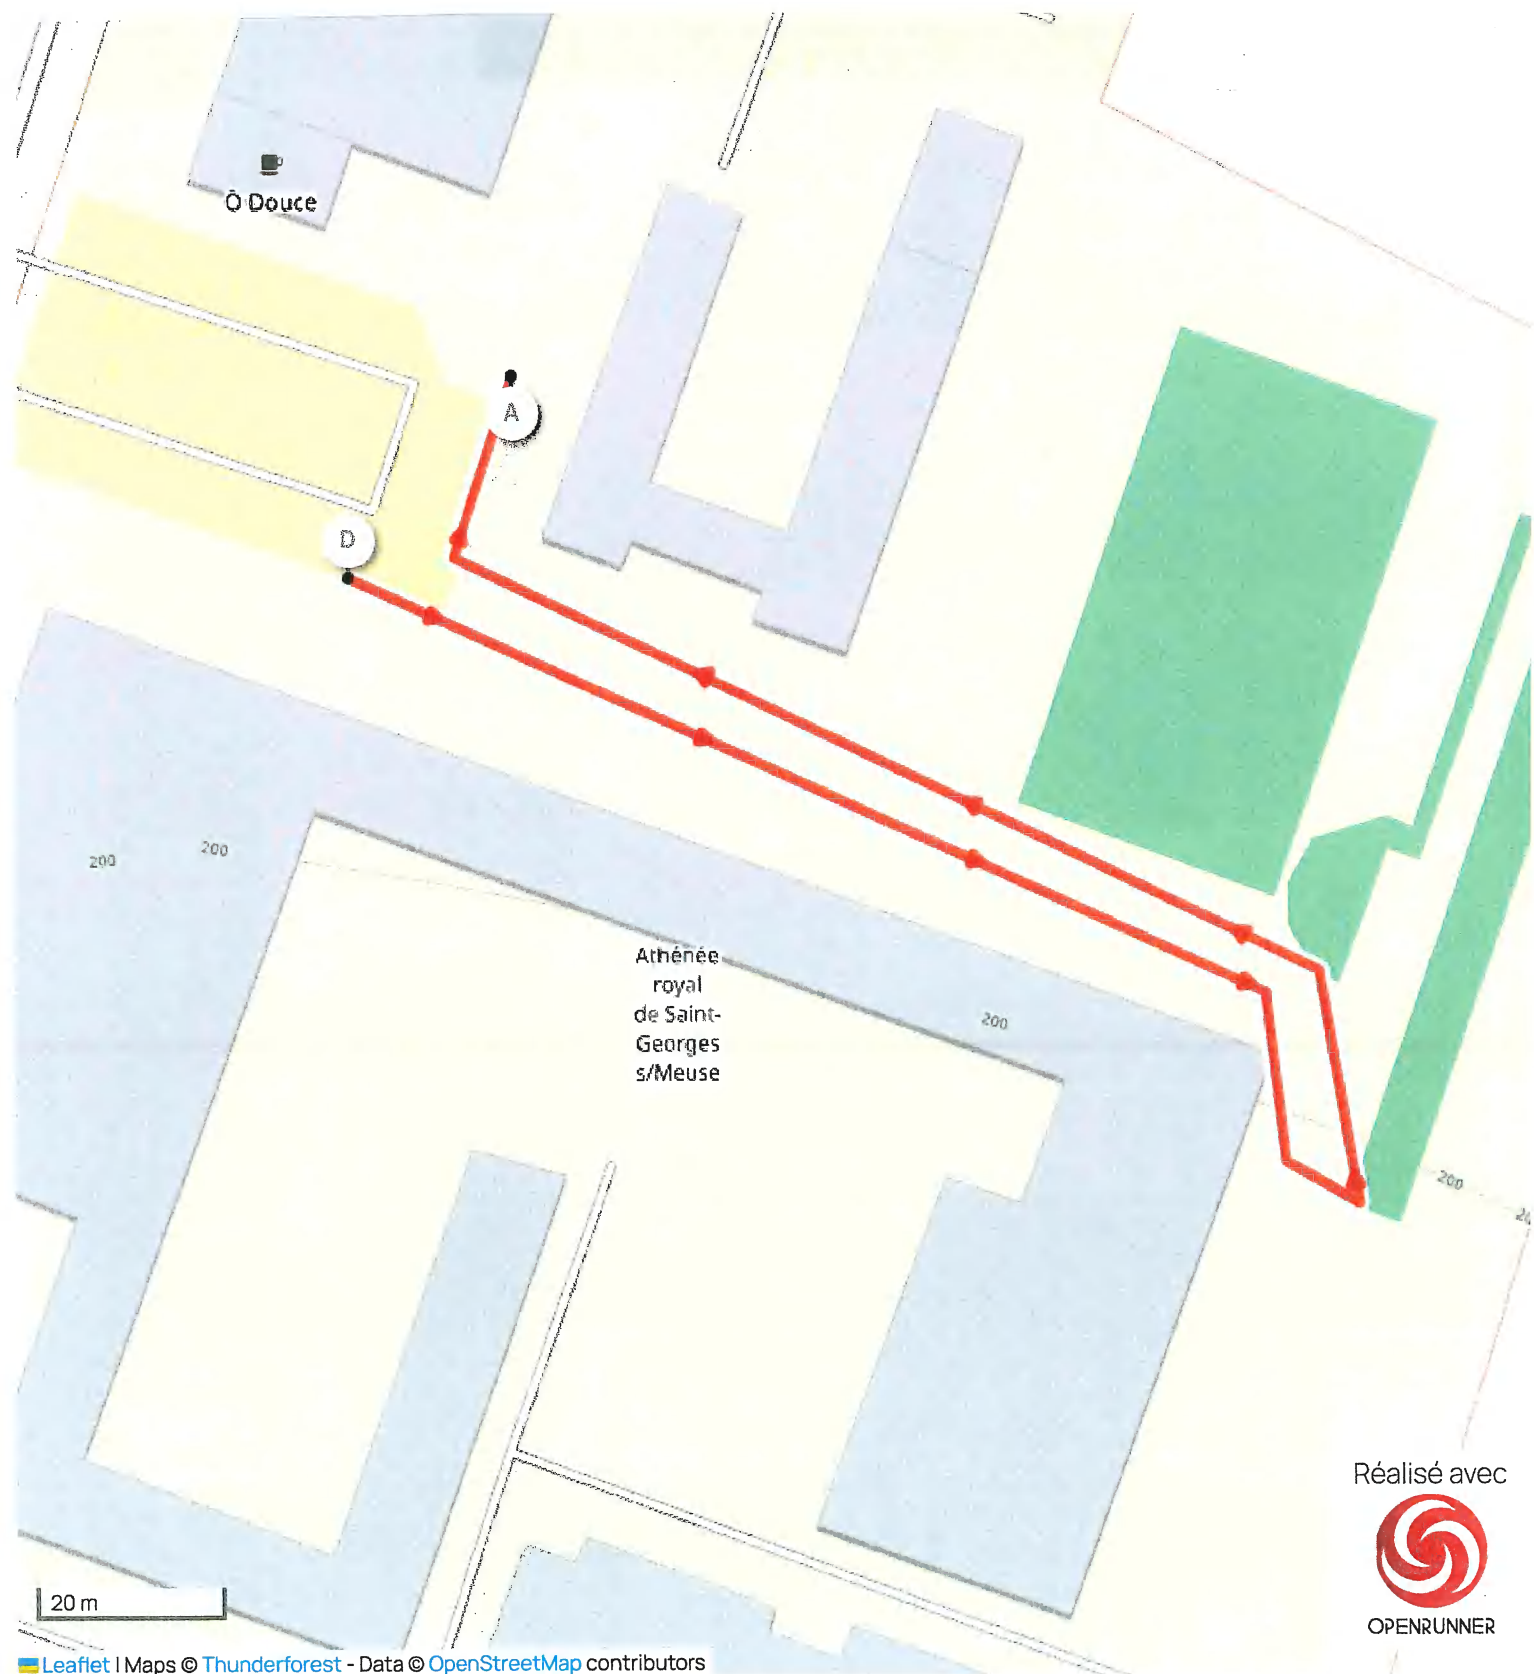 Ô Douce
A
D
200
200
Athénée
royal
de Saint-
Georges
s/Meuse
200
200
Réalisé avec
OPENRUNNER
20 m
Leaflet | Maps © Thunderforest - Data © OpenStreetMap contributors